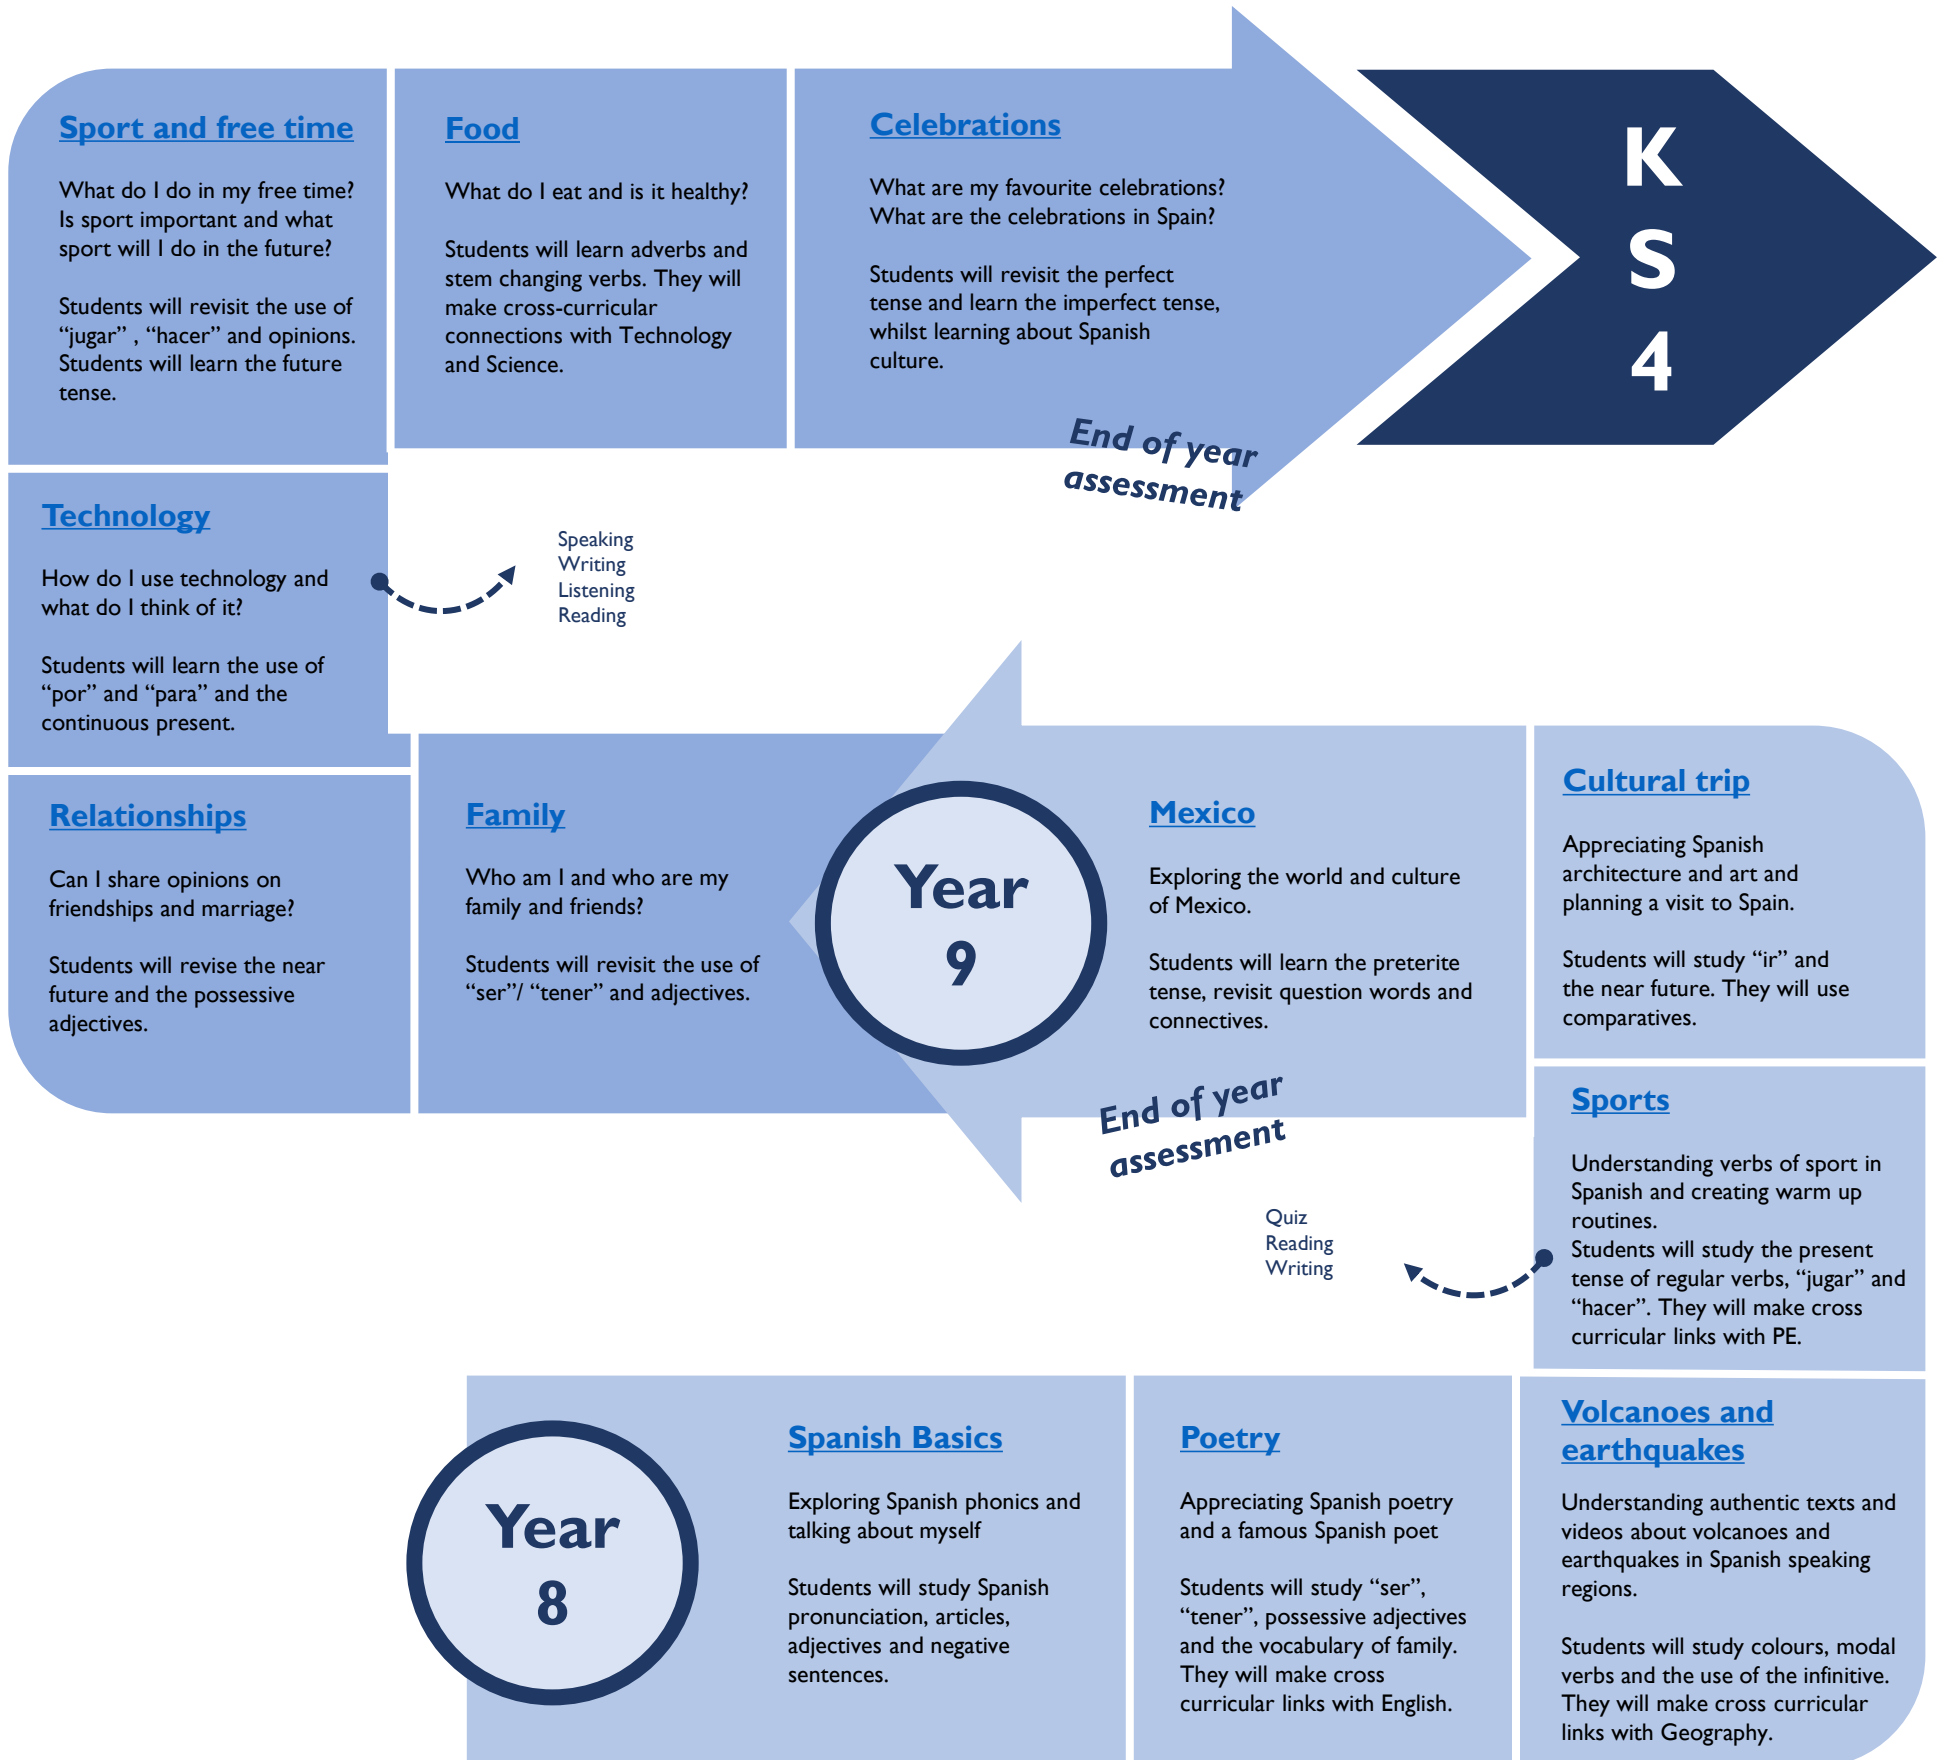 Sport and free time
What do I do in my free time?
Is sport important and what
sport will I do in the future?
Students will revisit the use of
“jugar” , “hacer” and opinions.
Students will learn the future
tense.
Food
What do I eat and is it healthy?
Students will learn adverbs and
stem changing verbs. They will
make cross-curricular
connections with Technology
and Science.
Celebrations
What are my favourite celebrations?
What are the celebrations in Spain?
Students will revisit the perfect
tense and learn the imperfect tense,
whilst learning about Spanish
culture.
End of year
assessment
K
S
4
Technology
How do I use technology and
what do I think of it?
Students will learn the use of
“por” and “para” and the
continuous present.
Speaking
Writing
Listening
Reading
Relationships
Can I share opinions on
friendships and marriage?
Students will revise the near
future and the possessive
adjectives.
Family
Who am I and who are my
family and friends?
Students will revisit the use of
“ser”/ “tener” and adjectives.
Year
9
Mexico
Exploring the world and culture
of Mexico.
Students will learn the preterite
tense, revisit question words and
connectives.
End of year
assessment
Cultural trip
Appreciating Spanish
architecture and art and
planning a visit to Spain.
Students will study “ir” and
the near future. They will use
comparatives.
Sports
Understanding verbs of sport in
Spanish and creating warm up
routines.
Students will study the present
tense of regular verbs, “jugar” and
“hacer”. They will make cross
curricular links with PE.
Quiz
Reading
Writing
Year
8
Spanish Basics
Exploring Spanish phonics and
talking about myself
Students will study Spanish
pronunciation, articles,
adjectives and negative
sentences.
Poetry
Appreciating Spanish poetry
and a famous Spanish poet
Students will study “ser”,
“tener”, possessive adjectives
and the vocabulary of family.
They will make cross
curricular links with English.
Volcanoes and
earthquakes
Understanding authentic texts and
videos about volcanoes and
earthquakes in Spanish speaking
regions.
Students will study colours, modal
verbs and the use of the infinitive.
They will make cross curricular
links with Geography.